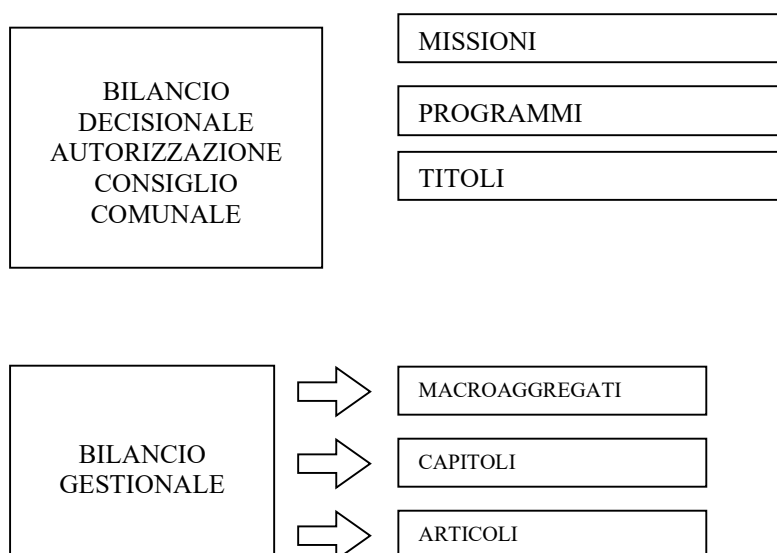 BILANCIO
DECISIONALE
AUTORIZZAZIONE
CONSIGLIO
COMUNALE
MISSIONI
PROGRAMMI
TITOLI
BILANCIO
GESTIONALE
MACROAGGREGATI
CAPITOLI
ARTICOLI